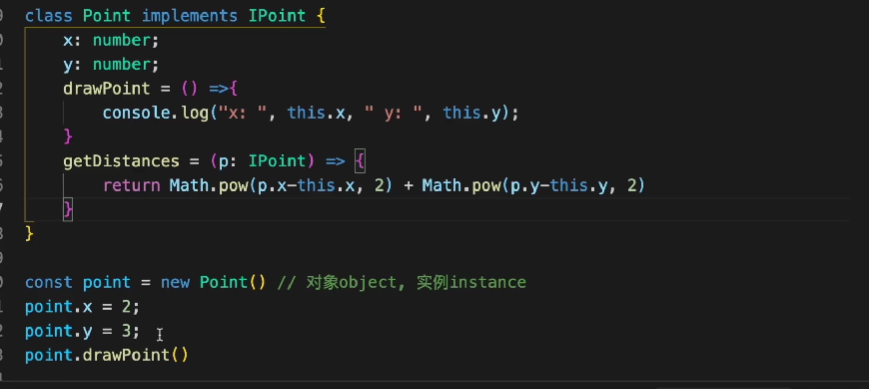 class Point implements IPoint {
x: number;
y: number;
drawPoint = () =>{
console.log("x: ", this.x, " y: ", this.y);
}
getDistances = (p: IPoint) => {
return Math.pow(p.x-this.x, 2) + Math.pow(p.y-this.y, 2)
}
}
const point = new Point() // 对象object, 实例instance
point.x = 2;
point.y = 3;
point.drawPoint()